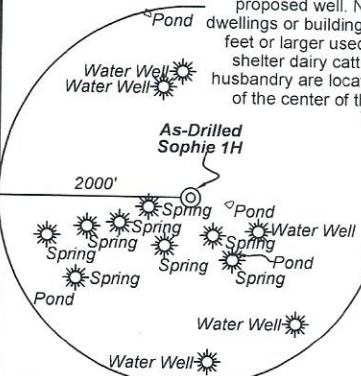 proposed well. N
dwellings or building
feet or larger used
shelter dairy catt
husbandry are locat
of the center of th
Pond
Water Well
Water Well
As-Drilled
Sophie 1H
2000'
Spring
Pond
Spring
Spring
Water Well
Spring
Spring
Spring
Spring
Spring
Pond
Pond
Water Well
Water Well